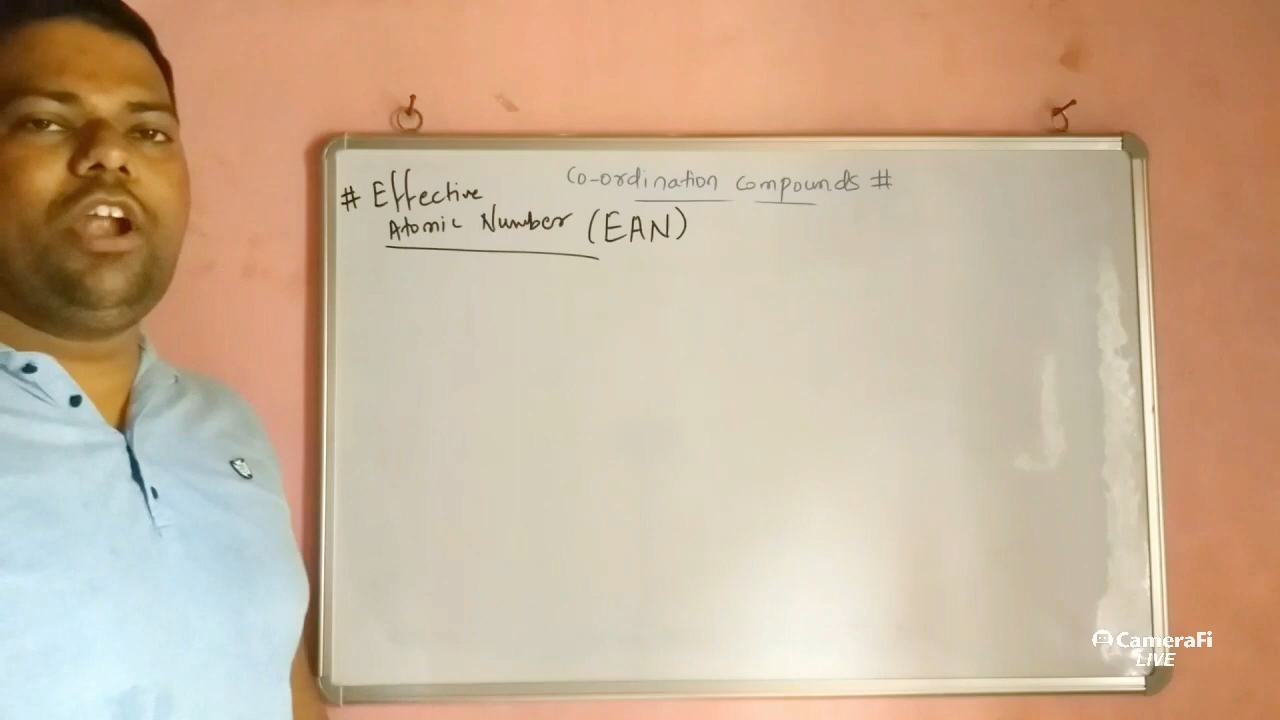 Co-ordination compounds #
# Effective
Atomic Number (EAN)
CameraFi
LIVE